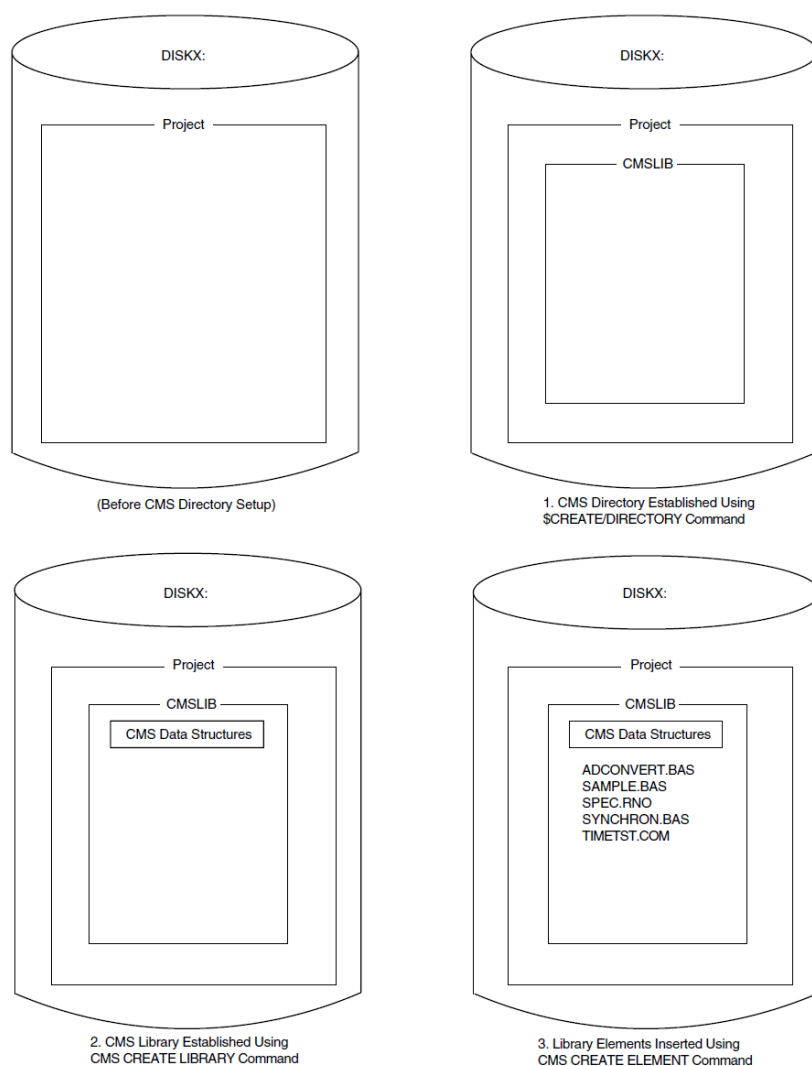 DISKX:
Project
(Before CMS Directory Setup)
DISKX:
Project
CMSLIB
1. CMS Directory Established Using
$CREATE/DIRECTORY Command
DISKX:
Project
CMSLIB
CMS Data Structures
2. CMS Library Established Using
CMS CREATE LIBRARY Command
DISKX:
Project
CMSLIB
CMS Data Structures
ADCONVERT.BAS
SAMPLE.BAS
SPEC.RNO
SYNCHRON.BAS
TIMETST.COM
3. Library Elements Inserted Using
CMS CREATE ELEMENT Command